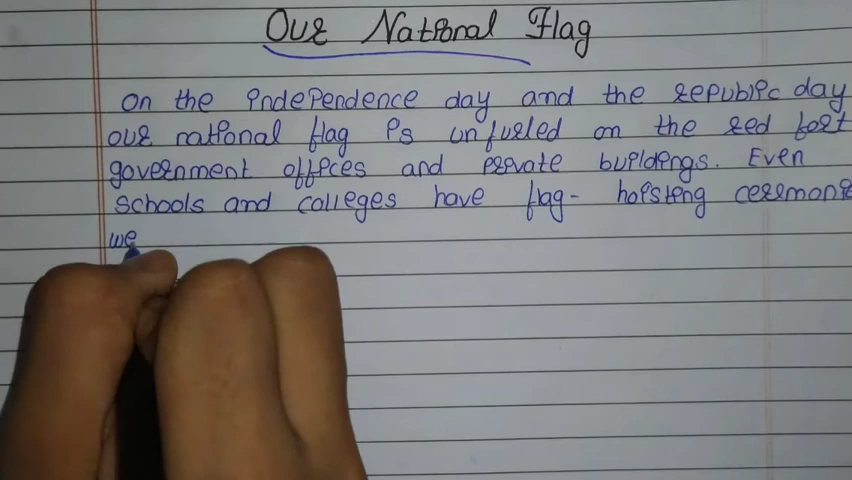 Our National Flag
On the independence day and the republic day
our national flag is unfurled on the red fort
government offices and private buildings. Even
schools and colleges have flag- hoisting ceremoni
we